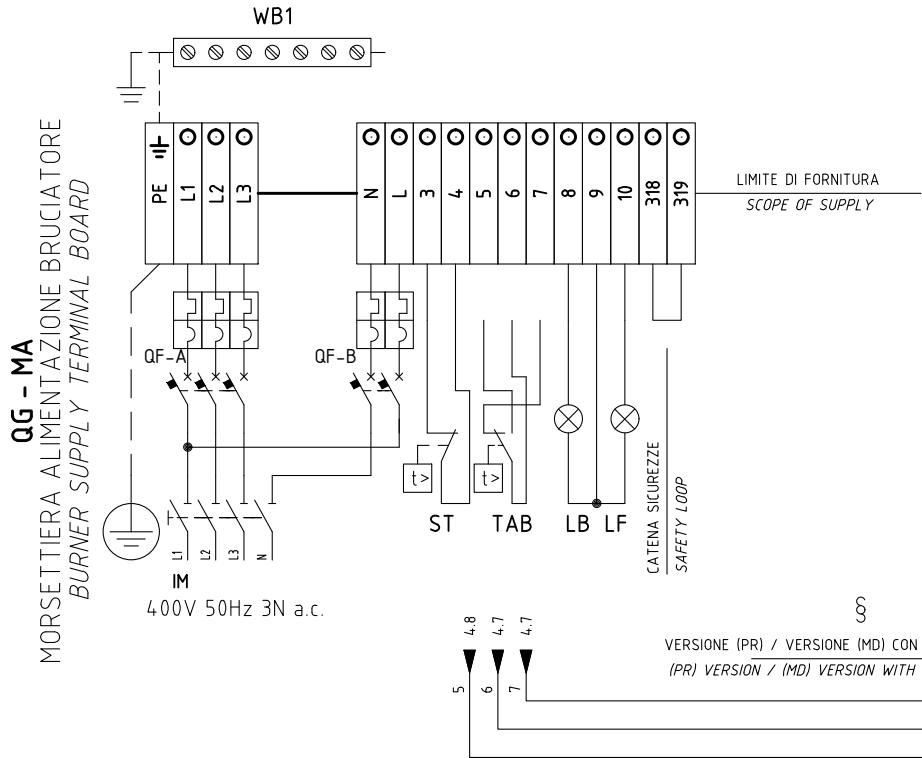 WB1
QG - MA
MORSETTIERA ALIMENTAZIONE BRUCIATORE
BURNER SUPPLY TERMINAL BOARD
PE L1 L2 L3 N L 3 4 5 6 7 8 9 10 318 319
LIMITE DI FORNITURA
SCOPE OF SUPPLY
QF-A QF-B
t> t>
ST TAB LB LF
CATENA SICUREZZE
SAFETY LOOP
L1 L2 L3 N
IM
400V 50Hz 3N a.c.
§
4.8 4.7 4.7
5 6 7
VERSIONE (PR) / VERSIONE (MD) CON
(PR) VERSION / (MD) VERSION WITH